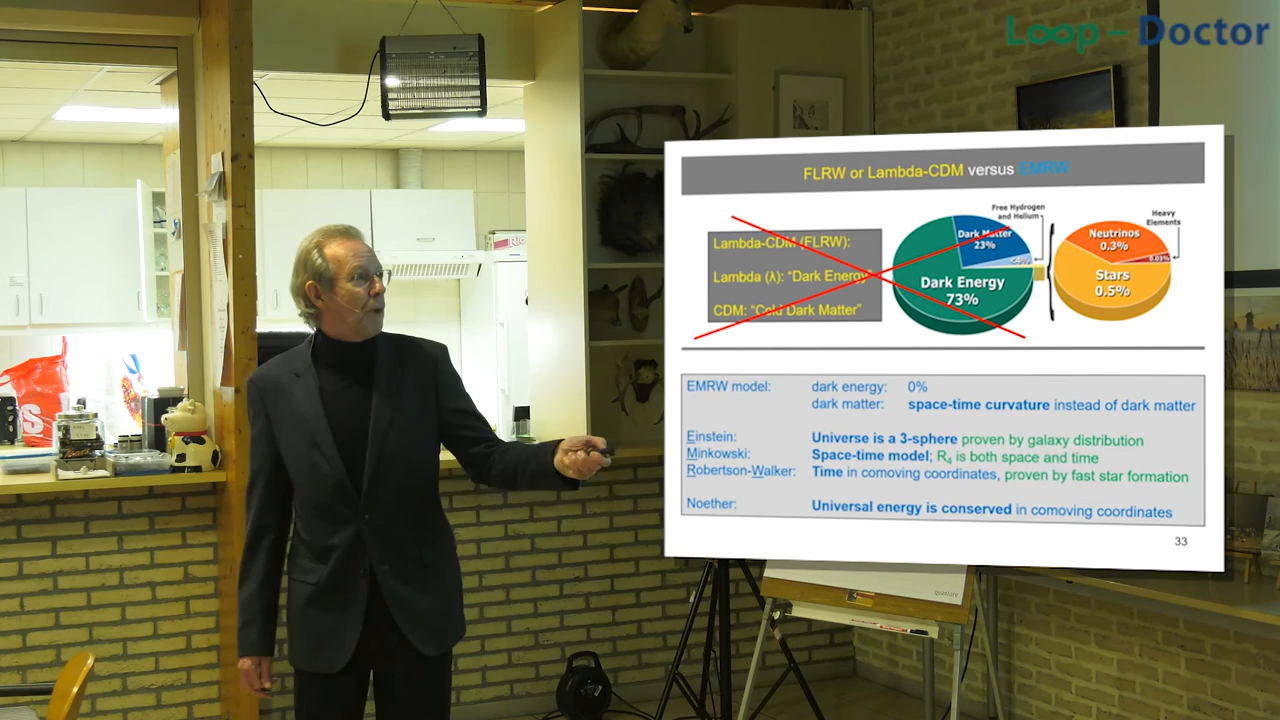 Loop – Doctor
FLRW or Lambda-CDM versus EMRW
Lambda-CDM (FLRW):
Lambda (λ): “Dark Energy
CDM: “Cold Dark Matter”
Free Hydrogen
and Helium
Dark Matter
23%
Dark Energy
73%
Heavy
Elements
Neutrinos
0.3%
0.03%
Stars
0.5%
EMRW model: dark energy: 0%
dark matter: space-time curvature instead of dark matter
Einstein: Universe is a 3-sphere proven by galaxy distribution
Minkowski: Space-time model; R4 is both space and time
Robertson-Walker: Time in comoving coordinates, proven by fast star formation
Noether: Universal energy is conserved in comoving coordinates
33